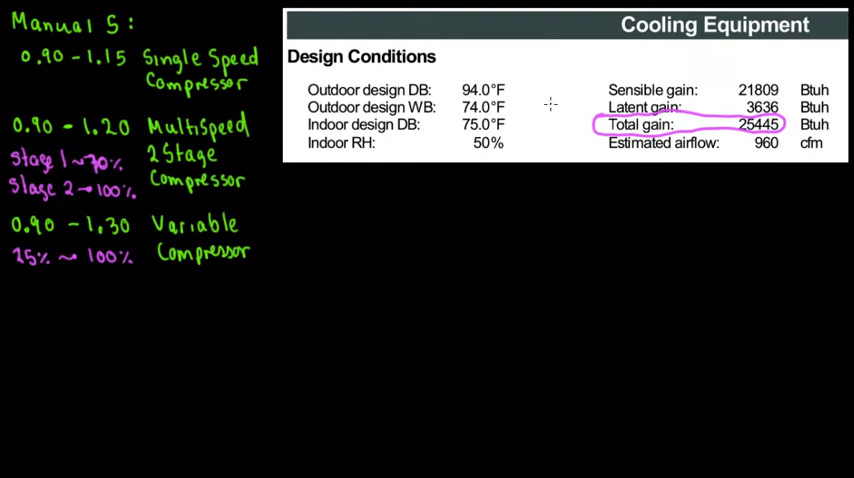 Manual S:
0.90 - 1.15 Single Speed
Compressor
0.90 - 1.20 Multispeed
Stage 1 ~ 70% 2 Stage
Stage 2 → 100% Compressor
0.90 - 1.30 Variable
25% ~ 100% Compressor
Cooling Equipment
Design Conditions
Outdoor design DB: 94.0°F Sensible gain: 21809 Btuh
Outdoor design WB: 74.0°F Latent gain: 3636 Btuh
Indoor design DB: 75.0°F Total gain: 25445 Btuh
Indoor RH: 50% Estimated airflow: 960 cfm